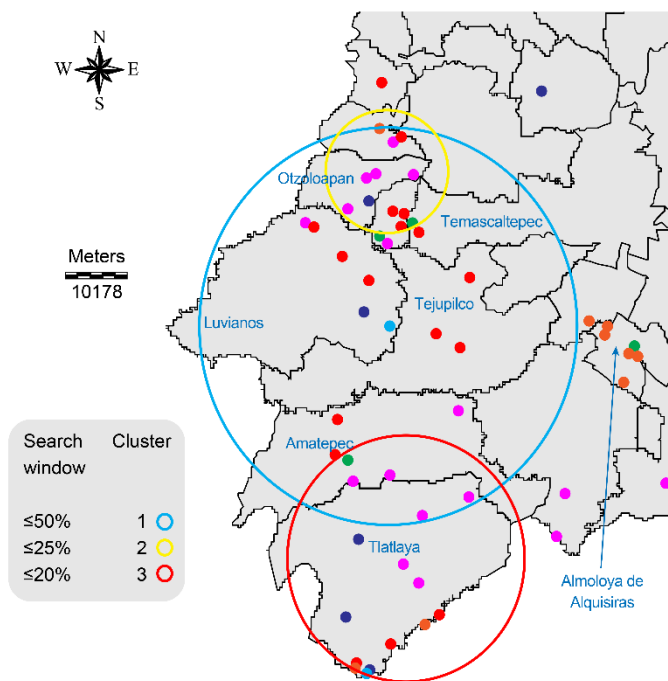 N
W E
S
Otzoloapan
Temascaltepec
Meters
10178
Tejupilco
Luvianos
Search Cluster
window
≤50% 1
≤25% 2
≤20% 3
Amatepec
Tlatlaya
Almoloya de
Alquisiras